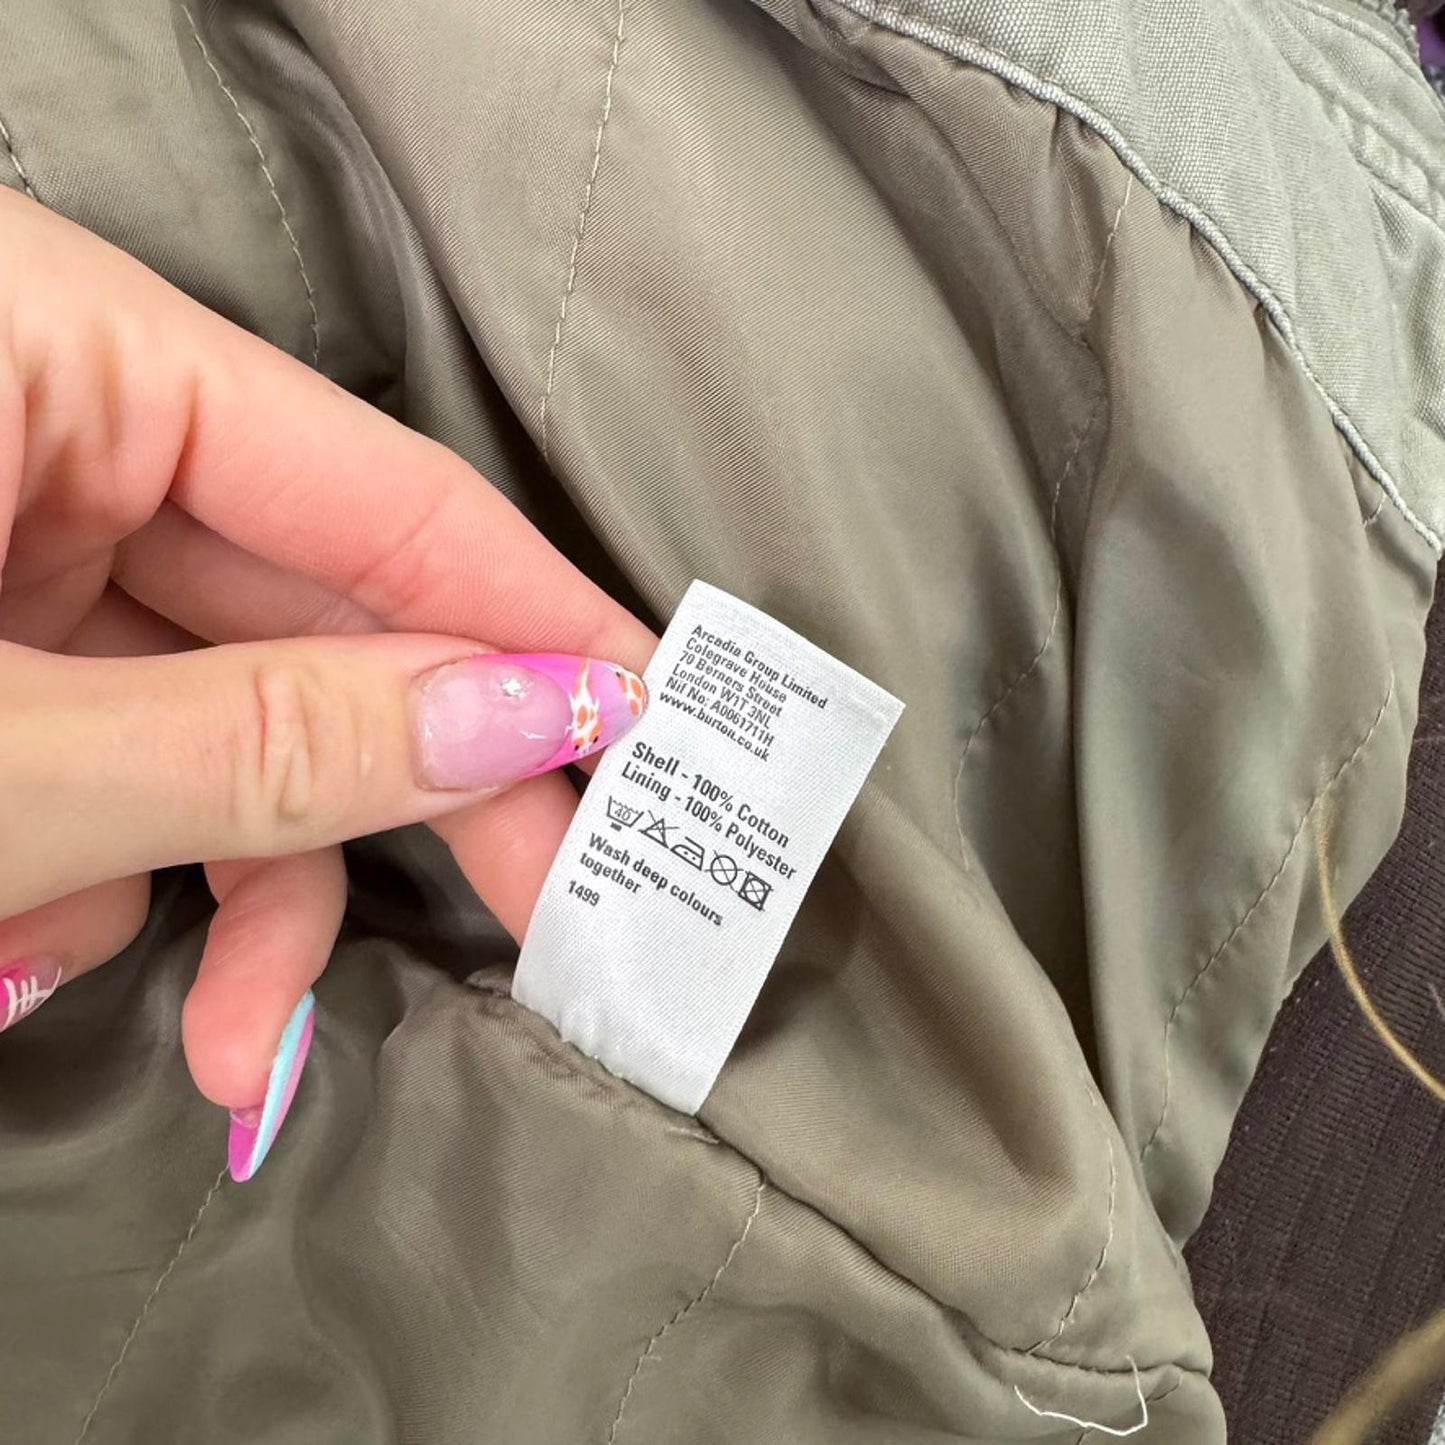 Arcadia Group Limited
Colegrave House
70 Berners Street
London W1T 3NL
Nif No: A0061711H
www.burton.co.uk
Shell - 100% Cotton
Lining - 100% Polyester
40
Wash deep colours
together
1499